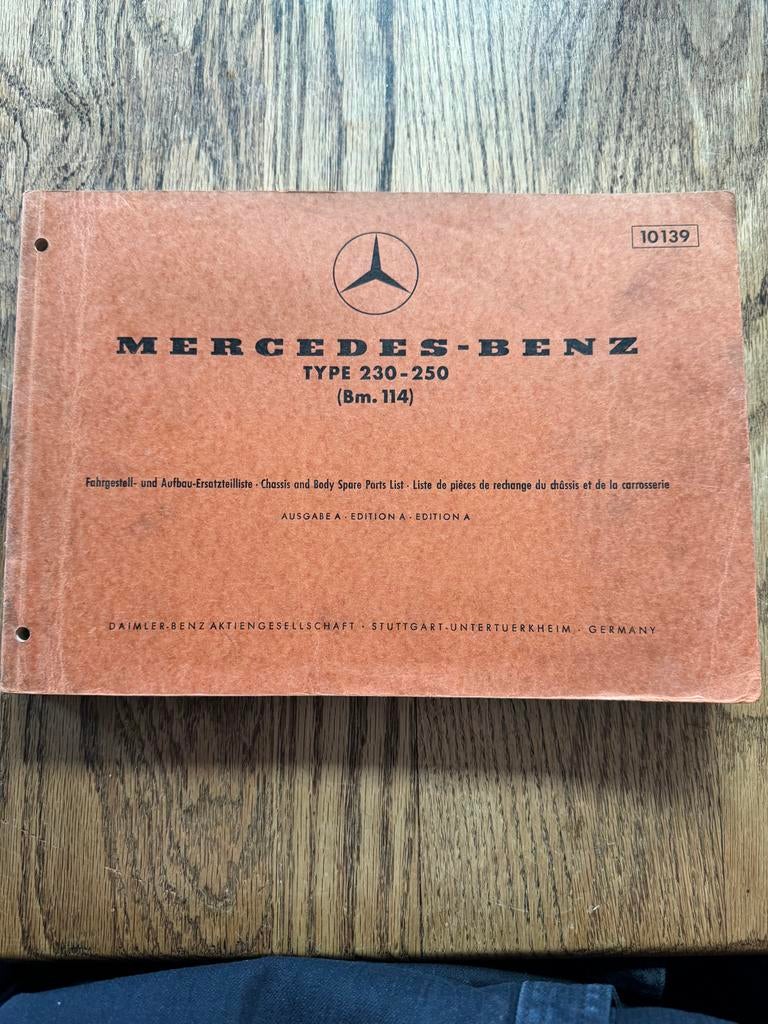 10139
MERCEDES-BENZ
TYPE 230-250
(Bm. 114)
Fahrgestell- und Aufbau-Ersatzteilliste · Chassis and Body Spare Parts List · Liste de pièces de rechange du châssis et de la carrosserie
AUSGABE A · EDITION A · EDITION A
DAIMLER-BENZ AKTIENGESELLSCHAFT · STUTTGART-UNTERTUERKHEIM · GERMANY